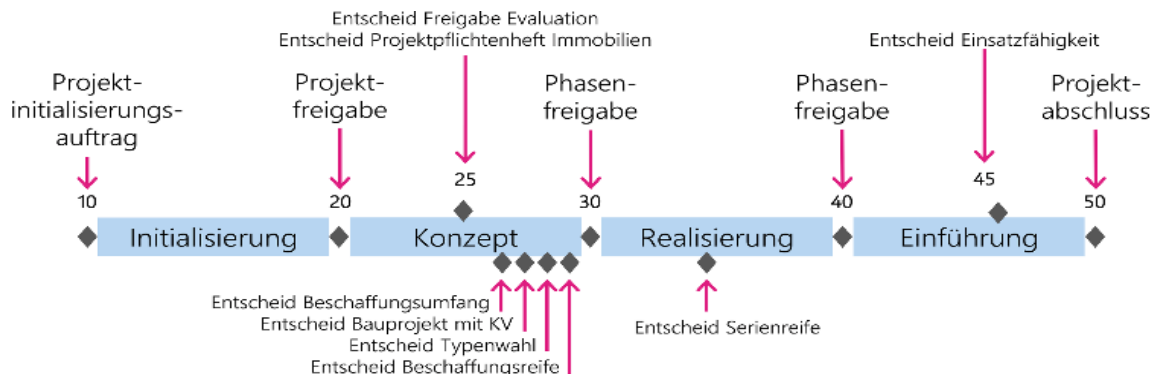 Entscheid Freigabe Evaluation
Entscheid Projektpflichtenheft Immobilien
Entscheid Einsatzfähigkeit
Projekt-
initialisierungs-
auftrag
Projekt-
freigabe
Phasen-
freigabe
Phasen-
freigabe
Projekt-
abschluss
10
20
25
30
40
45
50
Initialisierung
Konzept
Realisierung
Einführung
Entscheid Beschaffungsumfang
Entscheid Bauprojekt mit KV
Entscheid Typenwahl
Entscheid Beschaffungsreife
Entscheid Serienreife